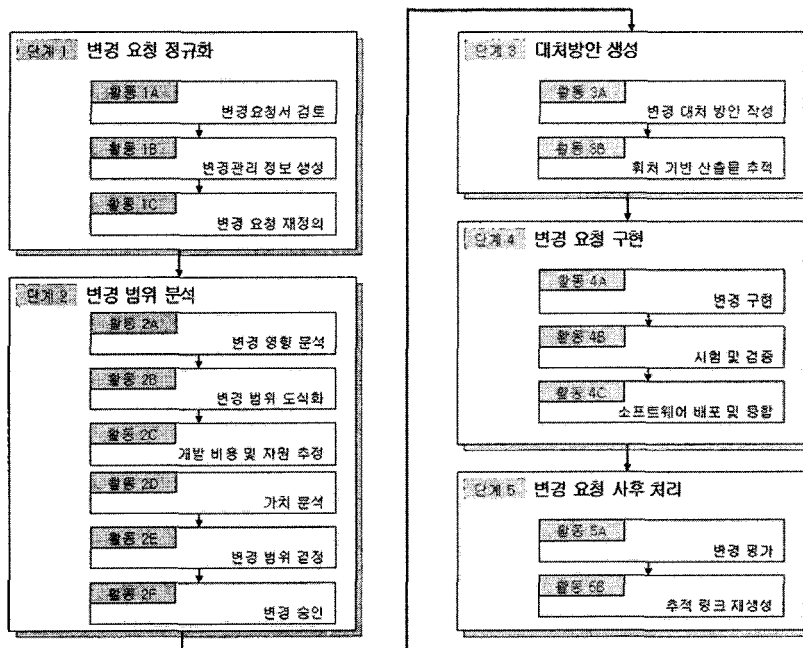 단계 1 변경 요청 정규화
활동 1A
변경요청서 검토
활동 1B
변경관리 정보 생성
활동 1C
변경 요청 재정의
단계 2 변경 범위 분석
활동 2A
변경 영향 분석
활동 2B
변경 범위 도식화
활동 2C
개발 비용 및 자원 추정
활동 2D
가치 분석
활동 2E
변경 범위 결정
활동 2F
변경 승인
단계 3 대처방안 생성
활동 3A
변경 대처 방안 작성
활동 3B
휘처 기반 산출물 추적
단계 4 변경 요청 구현
활동 4A
변경 구현
활동 4B
시험 및 검증
활동 4C
소프트웨어 배포 및 통합
단계 5 변경 요청 사후 처리
활동 5A
변경 평가
활동 5B
추적 링크 재생성